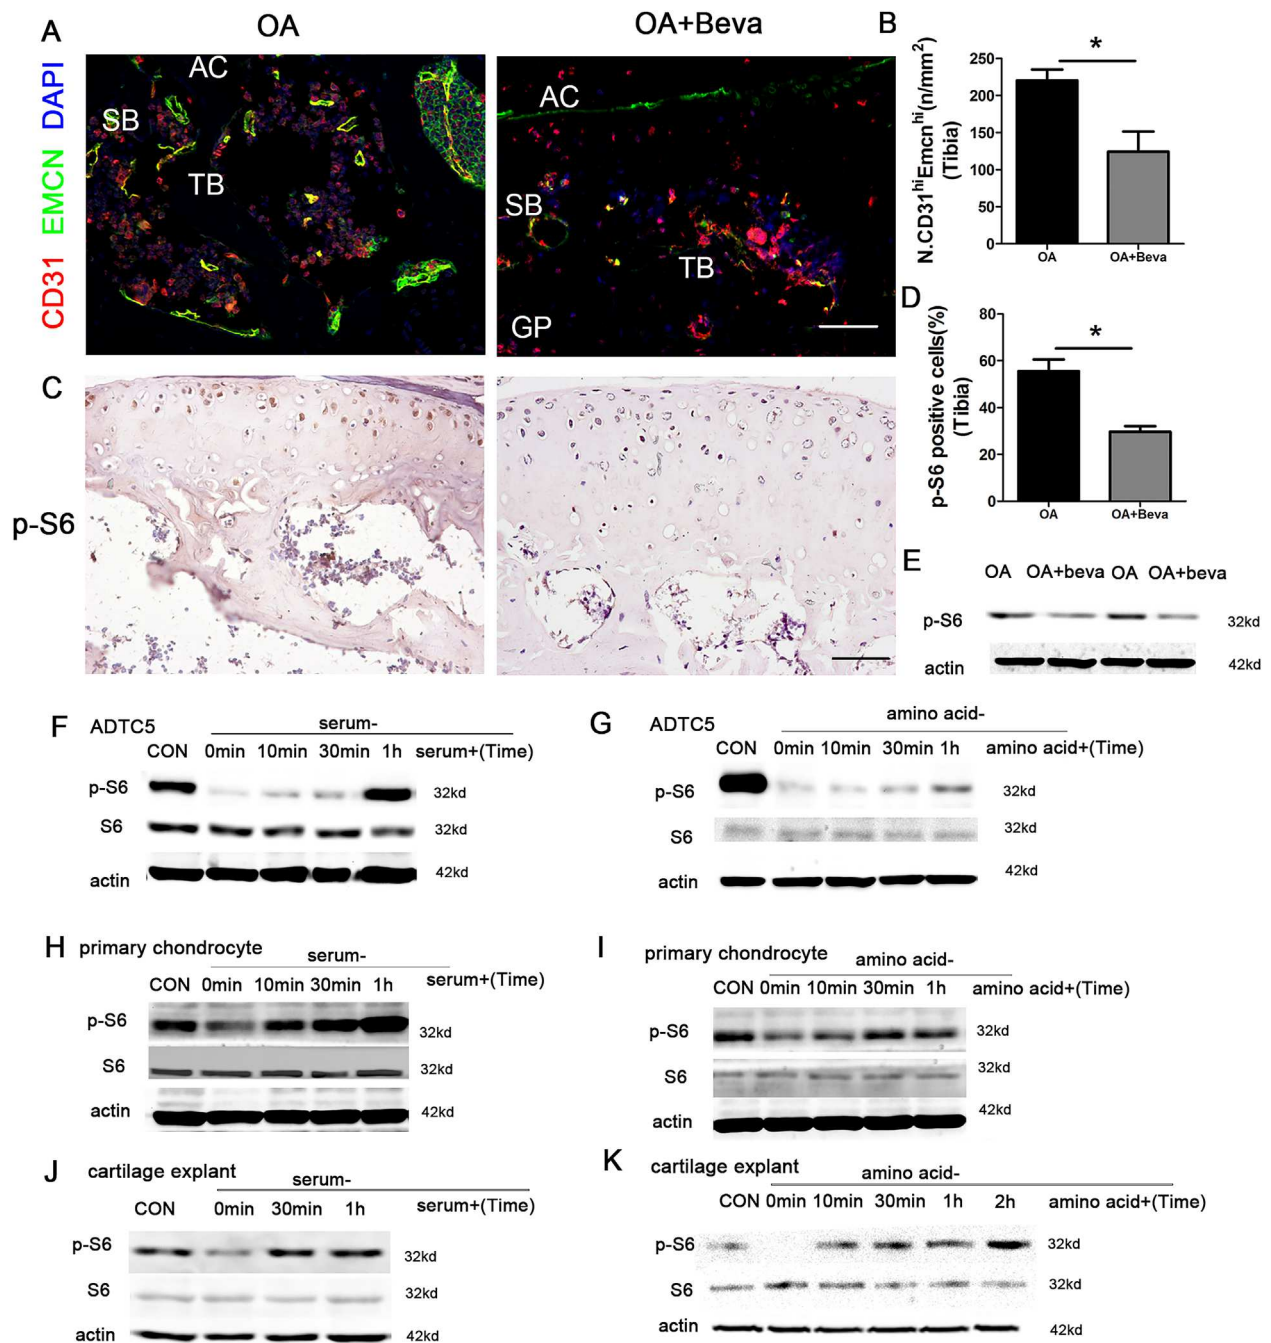 A
OA
OA+Beva
CD31 EMCN DAPI
AC
SB
TB
AC
SB
TB
GP
B
N.CD31hiEmcnhi(n/mm2)
(Tibia)
250
200
150
100
50
0
OA
OA+Beva
*
C
p-S6
D
p-S6 positive cells(%)
(Tibia)
80
60
40
20
0
OA
OA+Beva
*
E
OA OA+beva OA OA+beva
p-S6 32kd
actin 42kd
F
ADTC5
serum-
CON 0min 10min 30min 1h serum+(Time)
p-S6 32kd
S6 32kd
actin 42kd
G
ADTC5
amino acid-
CON 0min 10min 30min 1h amino acid+(Time)
p-S6 32kd
S6 32kd
actin 42kd
H primary chondrocyte
serum-
CON 0min 10min 30min 1h serum+(Time)
p-S6 32kd
S6 32kd
actin 42kd
I primary chondrocyte
amino acid-
CON 0min 10min 30min 1h amino acid+(Time)
p-S6 32kd
S6 32kd
actin 42kd
J cartilage explant
serum-
CON 0min 30min 1h serum+(Time)
p-S6 32kd
S6 32kd
actin 42kd
K cartilage explant
amino acid-
CON 0min 10min 30min 1h 2h amino acid+(Time)
p-S6 32kd
S6 32kd
actin 42kd